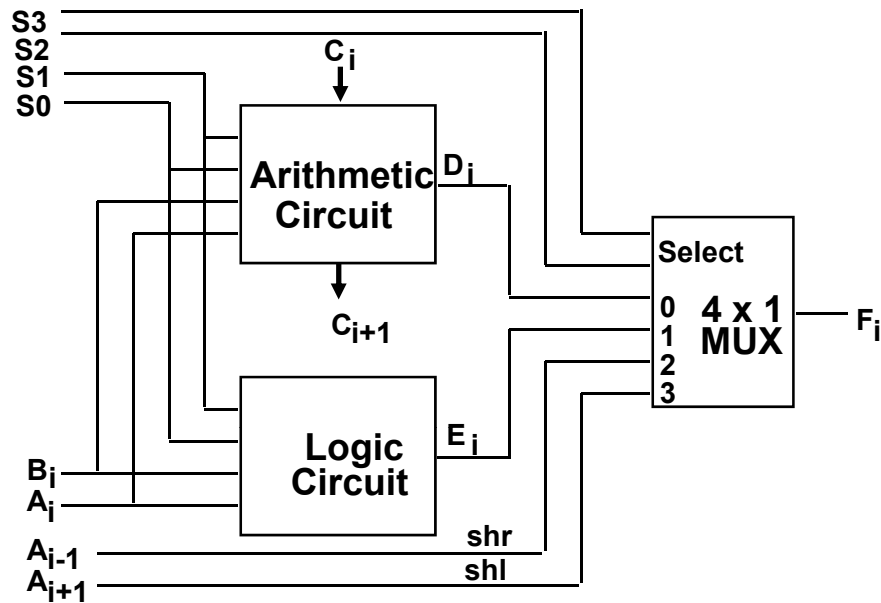 S3
S2
S1
S0
Ci
Arithmetic
Circuit
Di
Ci+1
Select
0
1
2
3
4 x 1
MUX
Fi
Logic
Circuit
Ei
Bi
Ai
Ai-1
shr
Ai+1
shl